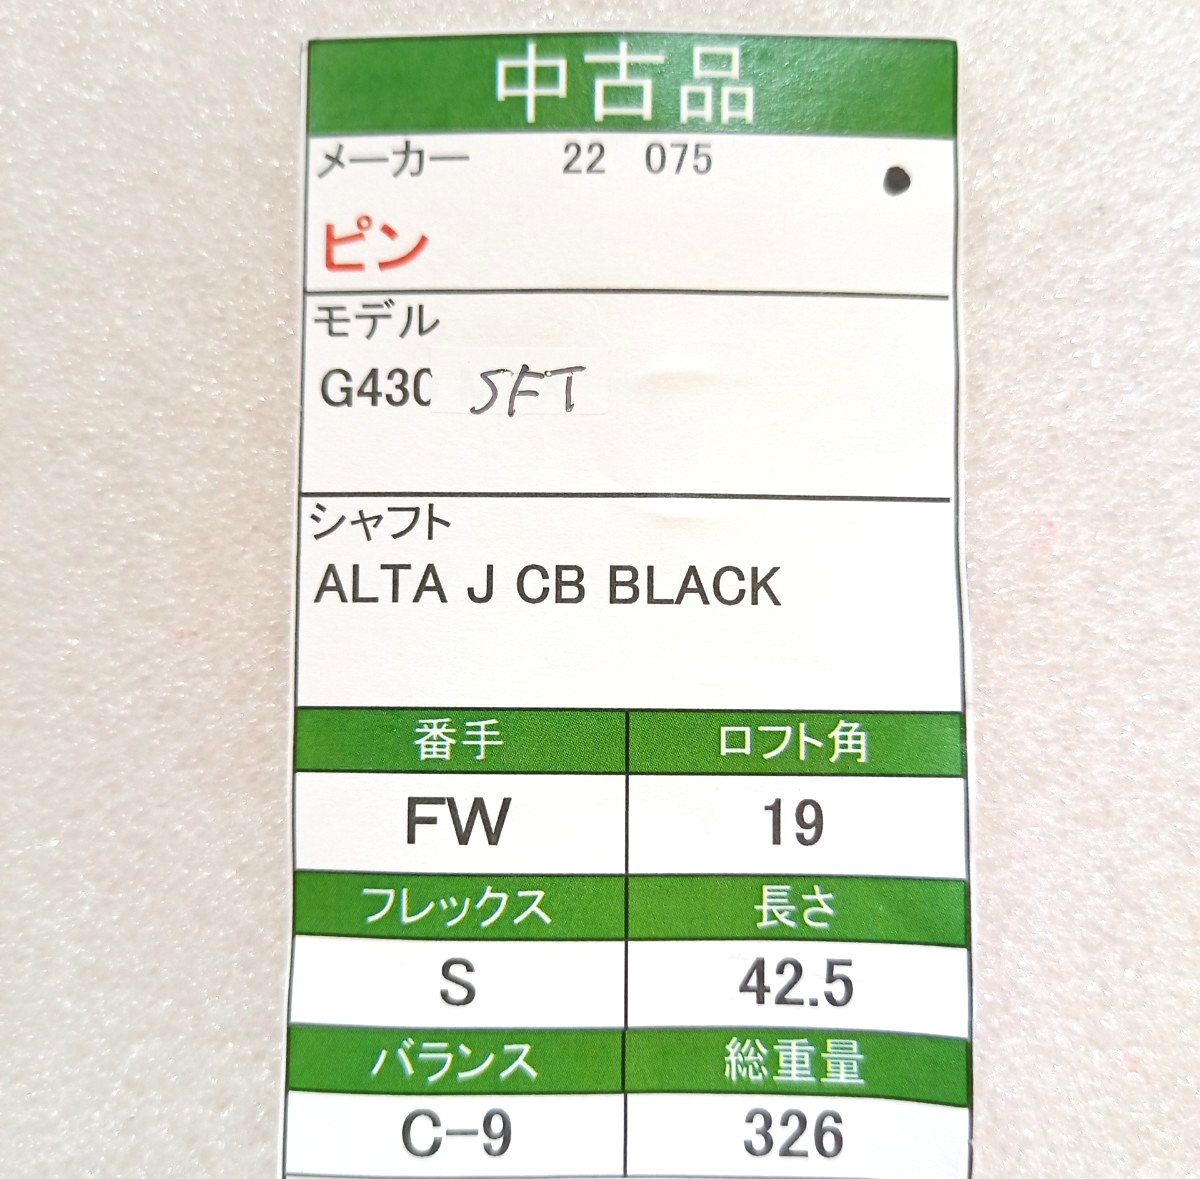 中古品
メーカー 22 075
ピン
モデル
G430 SFT
シャフト
ALTA J CB BLACK
番手 ロフト角
FW 19
フレックス 長さ
S 42.5
バランス 総重量
C-9 326